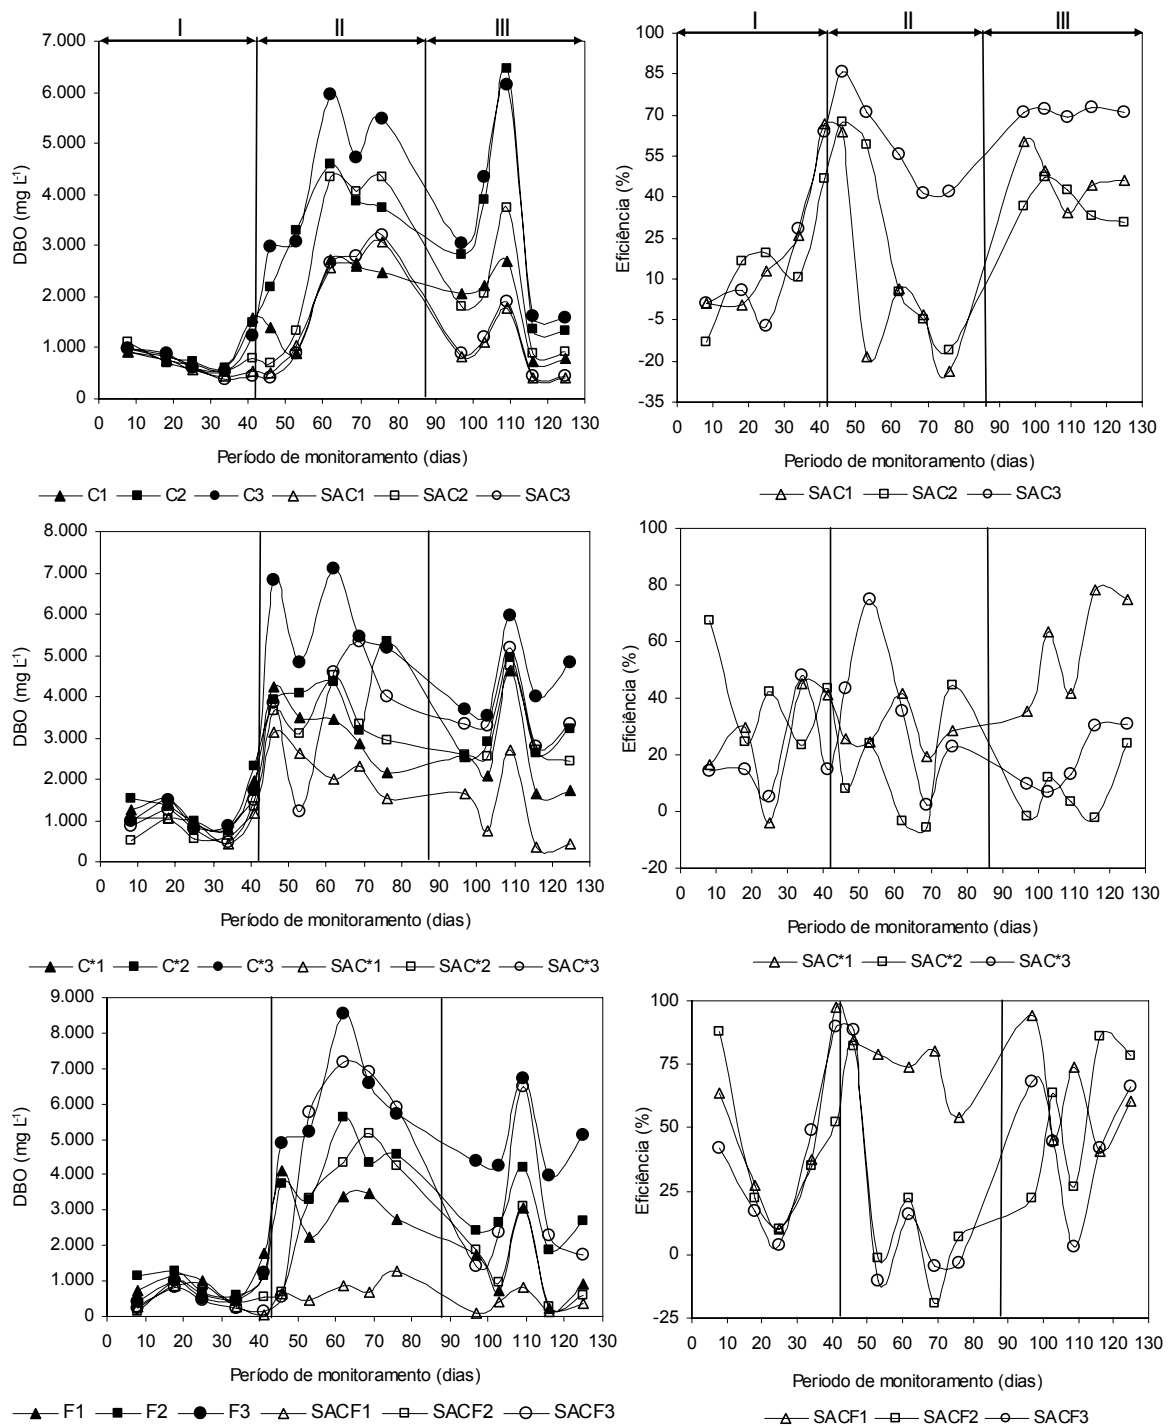 I II III
7.000
6.000
5.000
4.000
3.000
2.000
1.000
0
DBO (mg L-1)
0 10 20 30 40 50 60 70 80 90 100 110 120 130
Período de monitoramento (dias)
C1 C2 C3 SAC1 SAC2 SAC3
I II III
100
85
70
55
40
25
10
-5
-20
-35
Eficiência (%)
0 10 20 30 40 50 60 70 80 90 100 110 120 130
Periodo de monitoramento (dias)
SAC1 SAC2 SAC3
8.000
7.000
6.000
5.000
4.000
3.000
2.000
1.000
0
DBO (mg L-1)
0 10 20 30 40 50 60 70 80 90 100 110 120 130
Período de monitoramento (dias)
C*1 C*2 C*3 SAC*1 SAC*2 SAC*3
100
80
60
40
20
0
-20
Eficiência (%)
0 10 20 30 40 50 60 70 80 90 100 110 120 130
Periodo de monitoramento (dias)
SAC*1 SAC*2 SAC*3
9.000
8.000
7.000
6.000
5.000
4.000
3.000
2.000
1.000
0
DBO (mg L-1)
0 10 20 30 40 50 60 70 80 90 100 110 120 130
Período de monitoramento (dias)
F1 F2 F3 SACF1 SACF2 SACF3
100
75
50
25
0
-25
Eficiência (%)
0 10 20 30 40 50 60 70 80 90 100 110 120 130
Periodo de monitoramento (dias)
SACF1 SACF2 SACF3